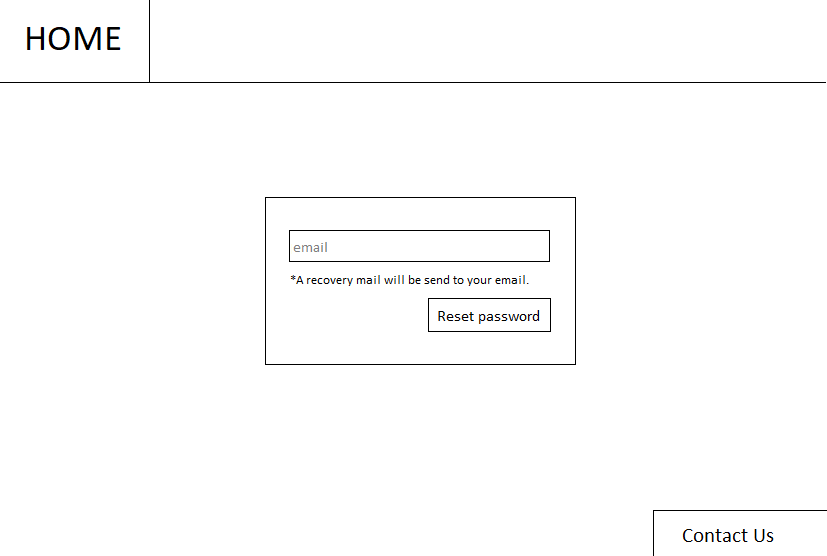 HOME
email
*A recovery mail will be send to your email.
Reset password
Contact Us